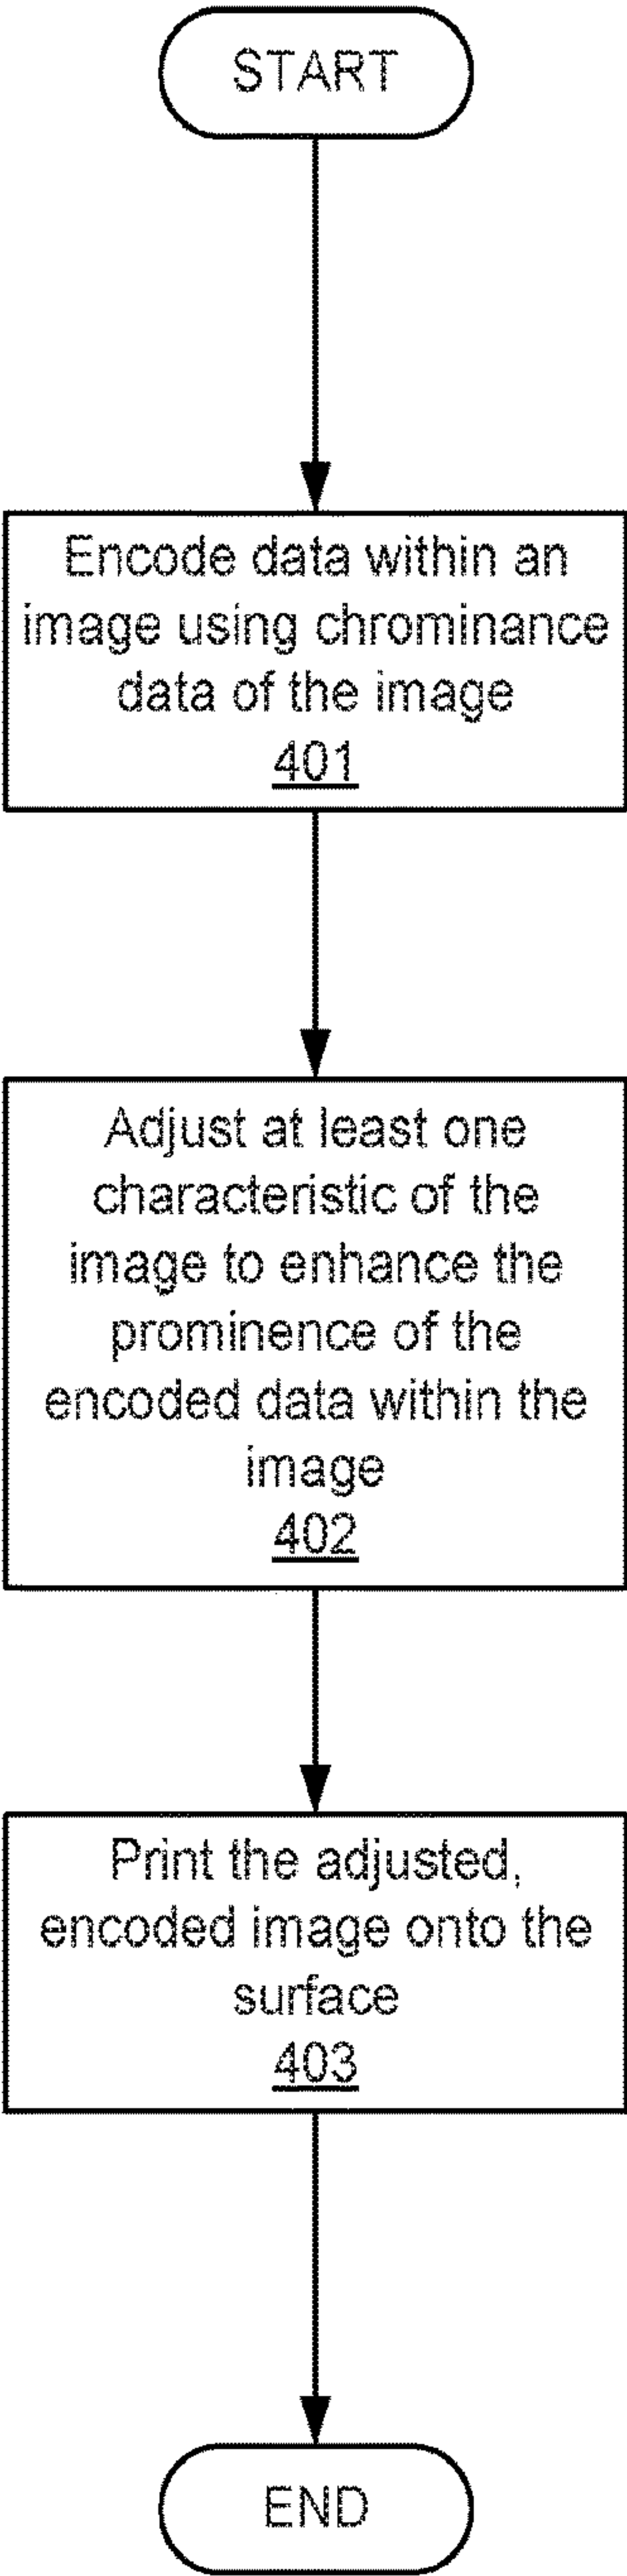 START
Encode data within an
image using chrominance
data of the image
401
Adjust at least one
characteristic of the
image to enhance the
prominence of the
encoded data within the
image
402
Print the adjusted,
encoded image onto the
surface
403
END